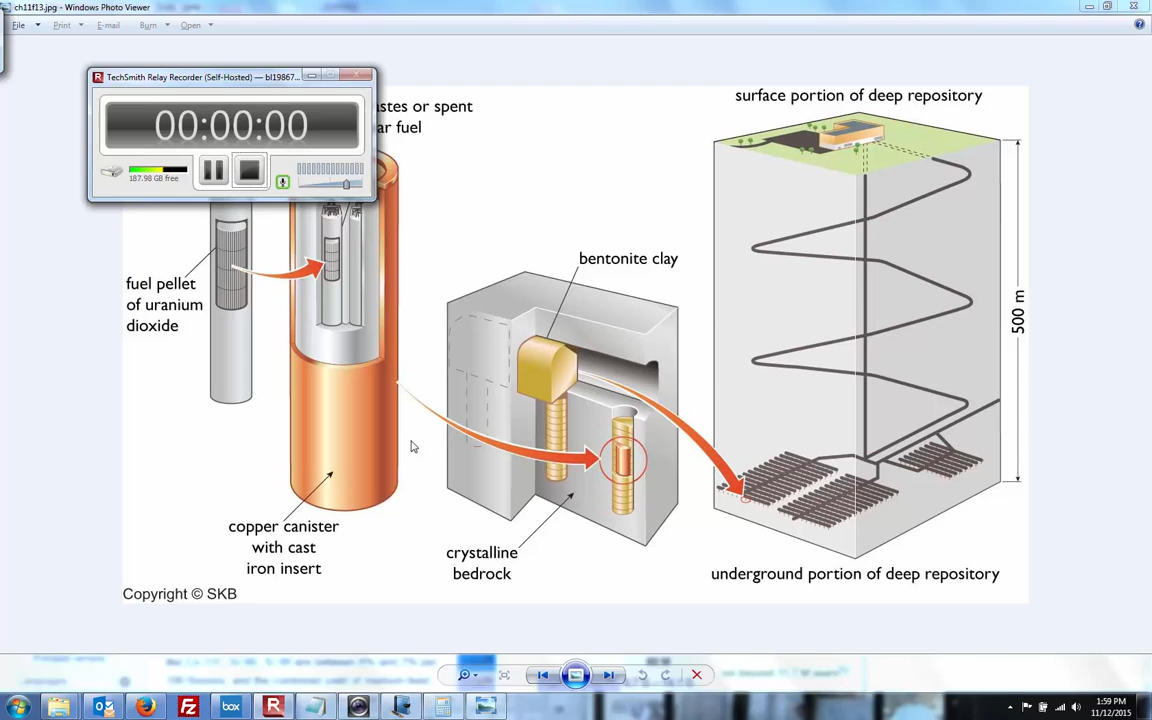 ch11f13.jpg - Windows Photo Viewer
File Print E-mail Burn Open
TechSmith Relay Recorder (Self-Hosted) — bl19867...
00:00:00
187.98 GB free
astes or spent
ar fuel
surface portion of deep repository
fuel pellet
of uranium
dioxide
bentonite clay
500 m
copper canister
with cast
iron insert
crystalline
bedrock
underground portion of deep repository
Copyright © SKB
box
1:59 PM
11/12/2015